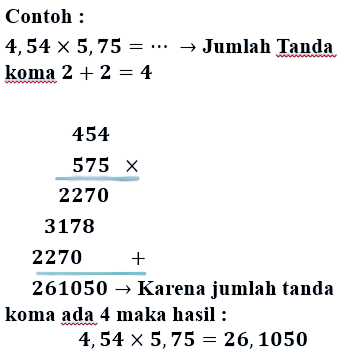 Contoh :
4,54 × 5,75 = ⋯ → Jumlah Tanda
koma 2 + 2 = 4
454
575 ×
2270
3178
2270 +
261050 → Karena jumlah tanda
koma ada 4 maka hasil :
4,54 × 5,75 = 26,1050